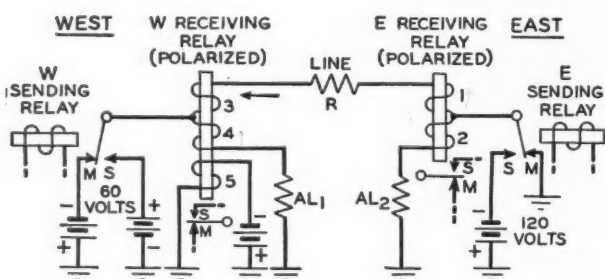 WEST
W RECEIVING
RELAY
(POLARIZED)
LINE
R
E RECEIVING
RELAY
(POLARIZED)
EAST
W
SENDING
RELAY
E
SENDING
RELAY
3
4
5
1
2
M S
60
VOLTS
S
M
AL1
AL2
S
M
S M
120
VOLTS
- + - + - - +